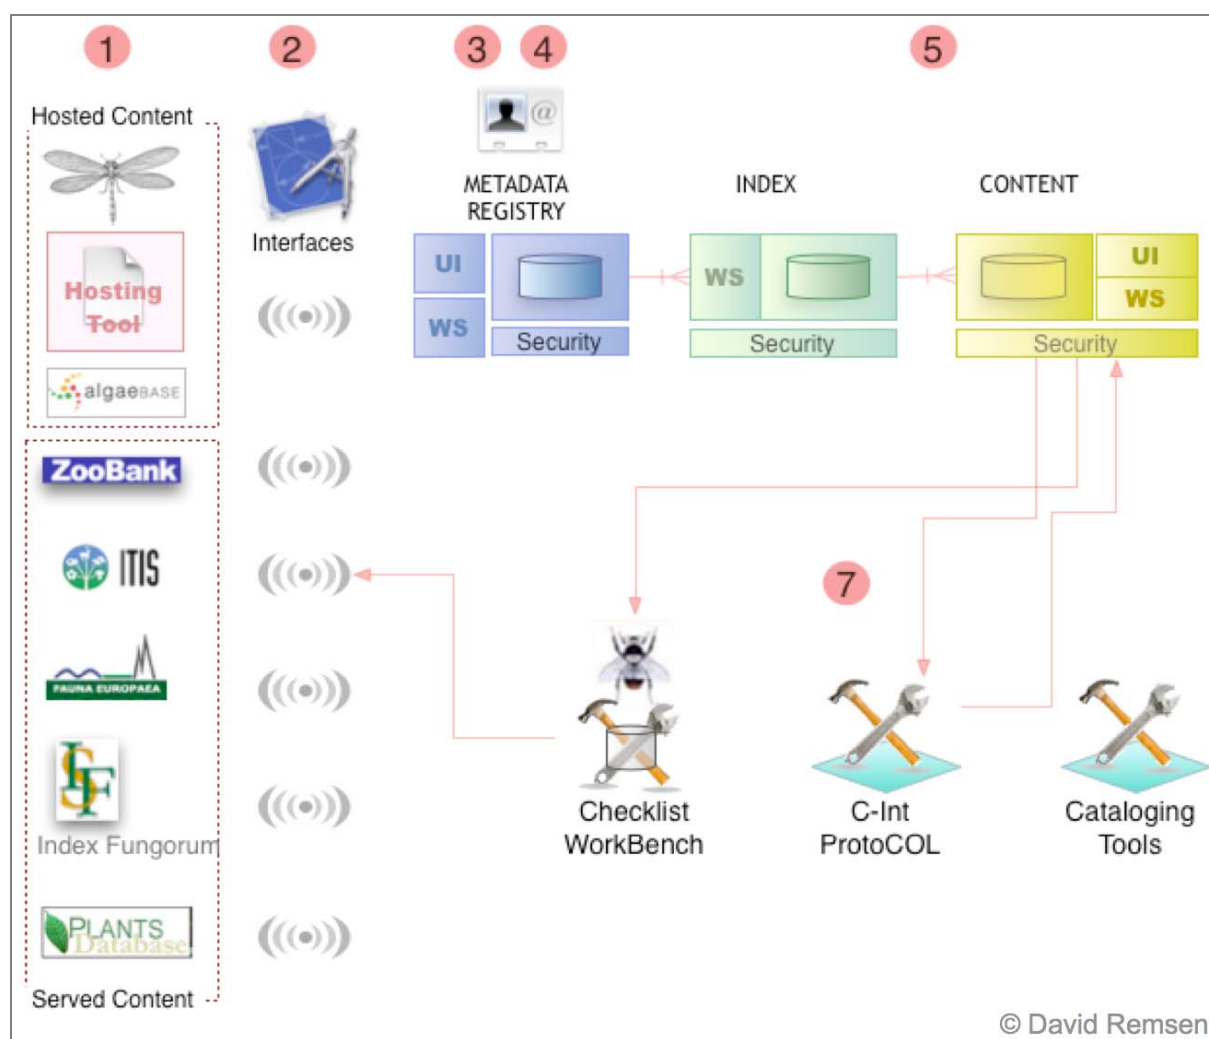 1
2
3
4
5
Hosted Content
@
METADATA
REGISTRY
INDEX
CONTENT
Interfaces
Hosting
Tool
UI
WS
Security
WS
Security
UI
WS
Security
algaeBASE
ZooBank
ITIS
7
FAUNA EUROPAEA
ISF
Index Fungorum
Checklist
WorkBench
C-Int
ProtoCOL
Cataloging
Tools
PLANTS
Database
Served Content
© David Remsen